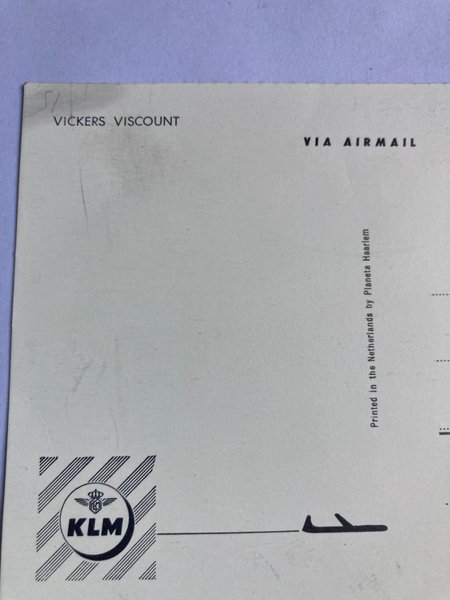 VICKERS VISCOUNT
VIA AIRMAIL
Printed in the Netherlands by Planeta Haarlem
KLM